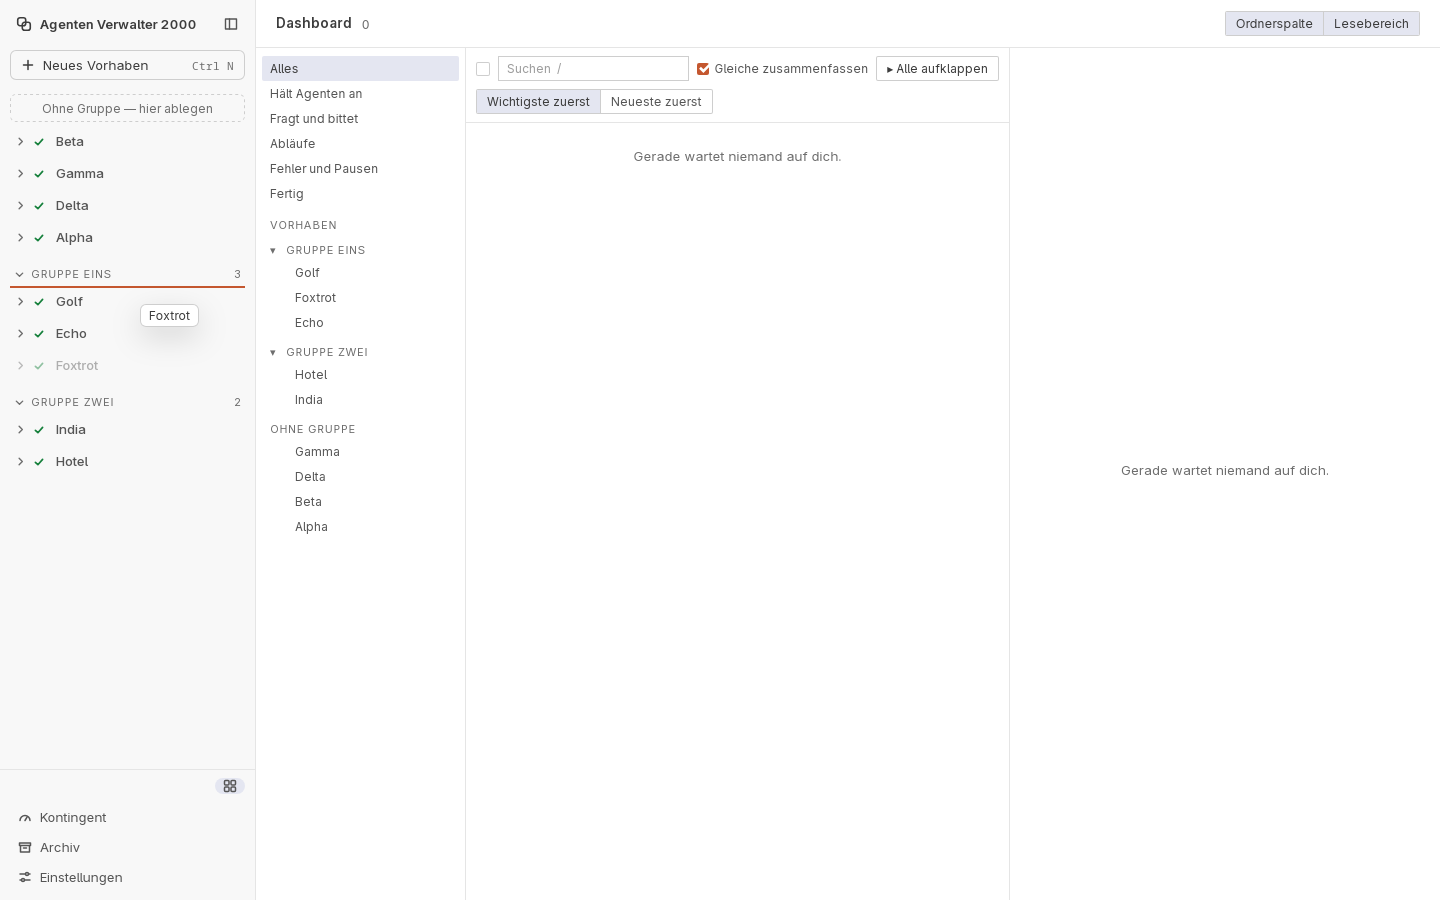 Agenten Verwalter 2000
Neues Vorhaben Ctrl N
Ohne Gruppe — hier ablegen
Beta
Gamma
Delta
Alpha
GRUPPE EINS 3
Golf
Foxtrot
Echo
Foxtrot
GRUPPE ZWEI 2
India
Hotel
Kontingent
Archiv
Einstellungen
Dashboard 0
Ordnerspalte Lesebereich
Alles
Hält Agenten an
Fragt und bittet
Abläufe
Fehler und Pausen
Fertig
VORHABEN
GRUPPE EINS
Golf
Foxtrot
Echo
GRUPPE ZWEI
Hotel
India
OHNE GRUPPE
Gamma
Delta
Beta
Alpha
Suchen / Gleiche zusammenfassen ▸ Alle aufklappen
Wichtigste zuerst Neueste zuerst
Gerade wartet niemand auf dich.
Gerade wartet niemand auf dich.